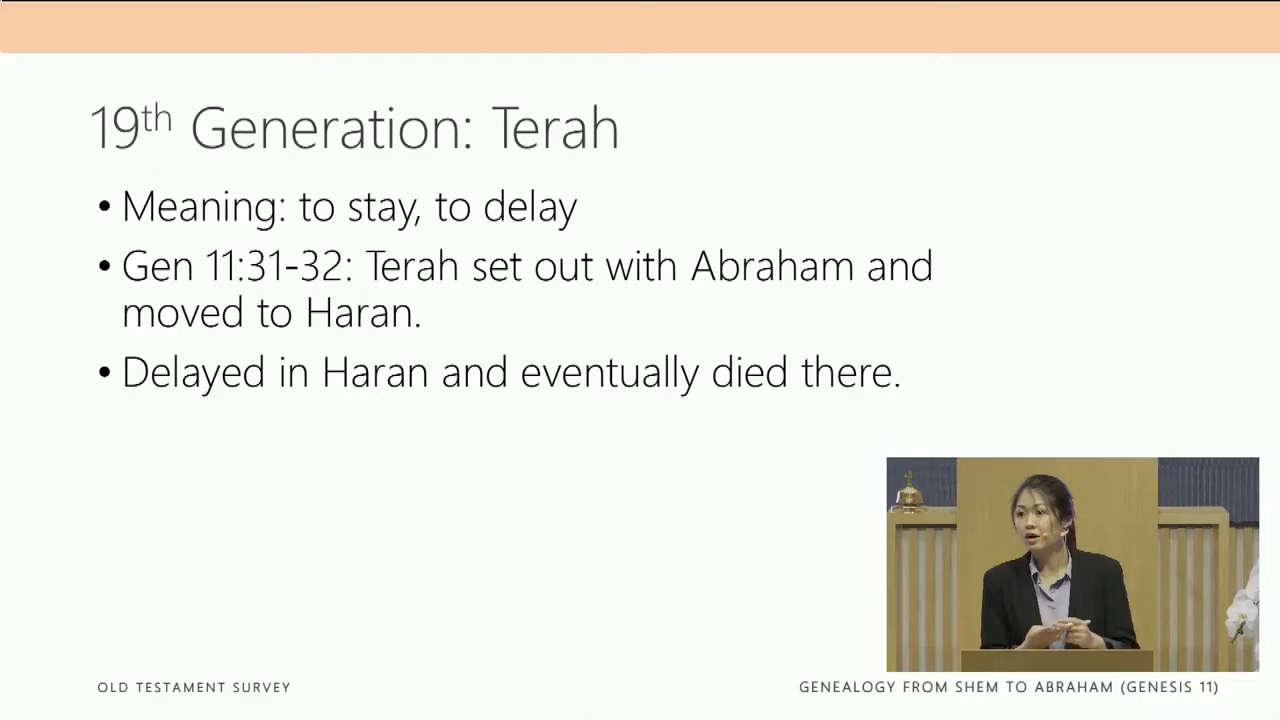 19th Generation: Terah
• Meaning: to stay, to delay
• Gen 11:31-32: Terah set out with Abraham and
moved to Haran.
• Delayed in Haran and eventually died there.
OLD TESTAMENT SURVEY
GENEALOGY FROM SHEM TO ABRAHAM (GENESIS 11)